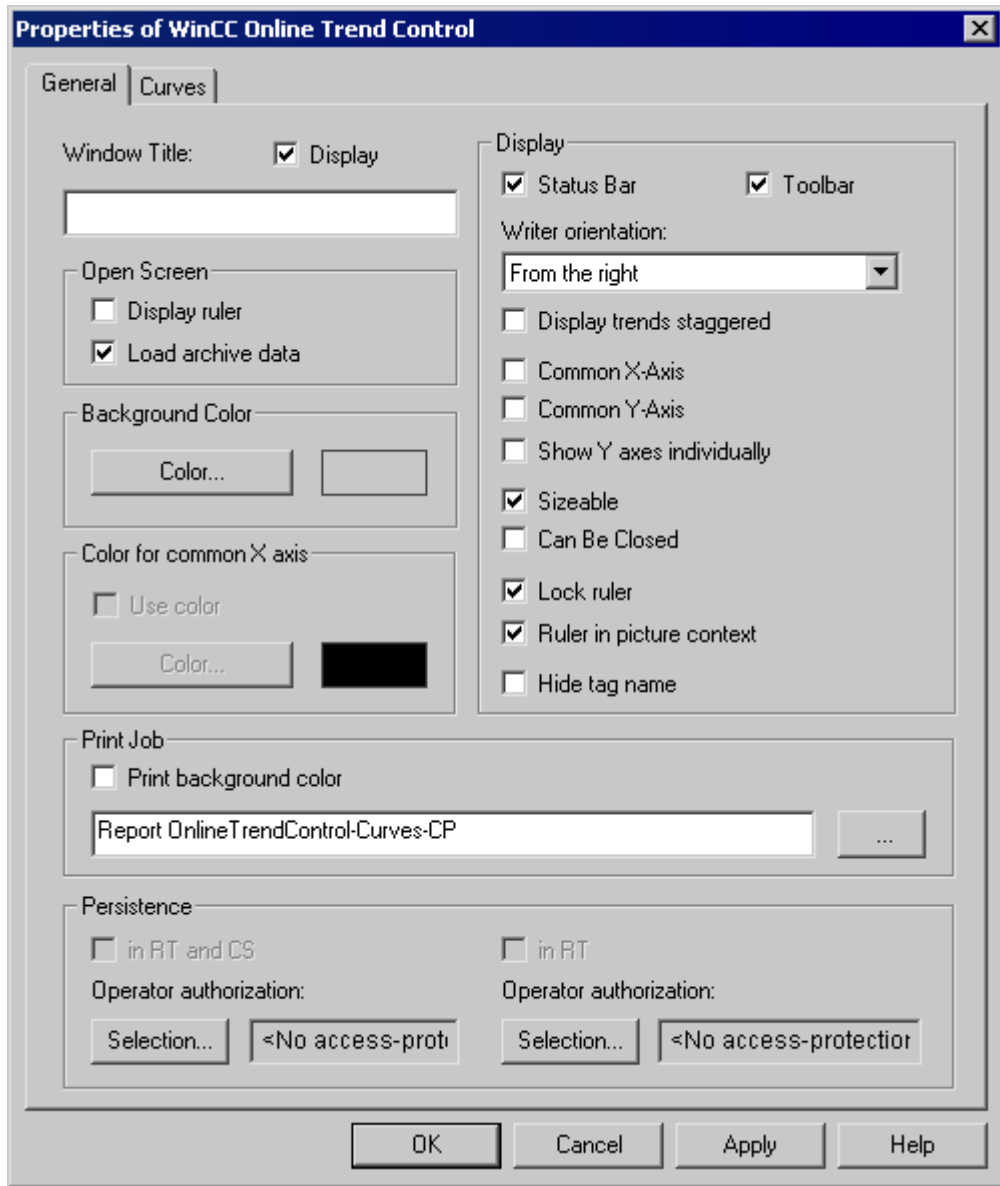 Properties of WinCC Online Trend Control
General
Curves
Window Title:
Display
Open Screen
Display ruler
Load archive data
Background Color
Color...
Color for common X axis
Use color
Color...
Display
Status Bar
Toolbar
Writer orientation:
From the right
Display trends staggered
Common X-Axis
Common Y-Axis
Show Y axes individually
Sizeable
Can Be Closed
Lock ruler
Ruler in picture context
Hide tag name
Print Job
Print background color
Report OnlineTrendControl-Curves-CP
...
Persistence
in RT and CS
in RT
Operator authorization:
Operator authorization:
Selection...
<No access-prot
Selection...
<No access-protection
OK
Cancel
Apply
Help